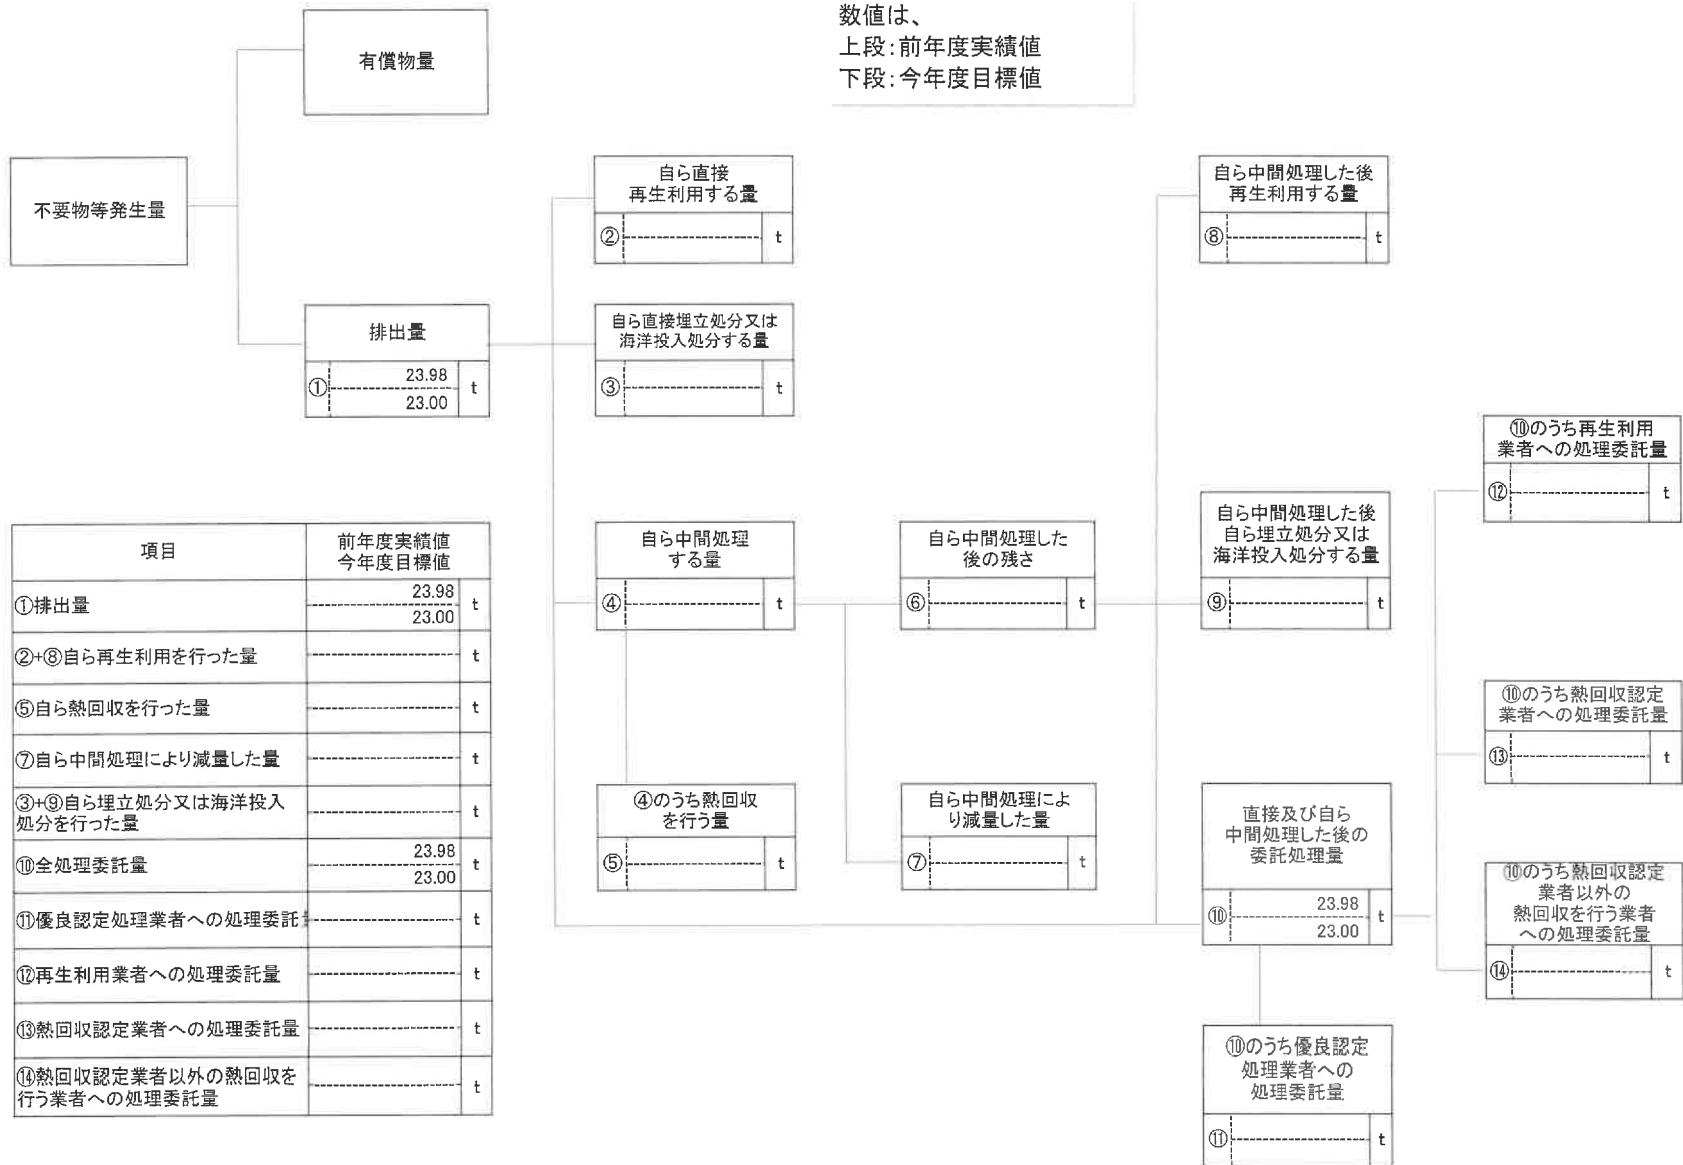 数値は、
上段:前年度実績値
下段:今年度目標値
有償物量
不要物等発生量
排出量
① 23.98 t
23.00
自ら直接
再生利用する量
② t
自ら直接埋立処分又は
海洋投入処分する量
③ t
自ら中間処理
する量
④ t
④のうち熱回収
を行う量
⑤ t
自ら中間処理した
後の残さ
⑥ t
自ら中間処理によ
り減量した量
⑦ t
自ら中間処理した後
再生利用する量
⑧ t
自ら中間処理した後
自ら埋立処分又は
海洋投入処分する量
⑨ t
直接及び自ら
中間処理した後の
委託処理量
⑩ 23.98 t
23.00
⑩のうち優良認定
処理業者への
処理委託量
⑪ t
⑩のうち再生利用
業者への処理委託量
⑫ t
⑩のうち熱回収認定
業者への処理委託量
⑬ t
⑩のうち熱回収認定
業者以外の
熱回収を行う業者
への処理委託量
⑭ t
項目 前年度実績値
今年度目標値
①排出量 23.98 t
23.00
②+⑧自ら再生利用を行った量 t
⑤自ら熱回収を行った量 t
⑦自ら中間処理により減量した量 t
③+⑨自ら埋立処分又は海洋投入
処分を行った量 t
⑩全処理委託量 23.98 t
23.00
⑪優良認定処理業者への処理委託 t
⑫再生利用業者への処理委託量 t
⑬熱回収認定業者への処理委託量 t
⑭熱回収認定業者以外の熱回収を
行う業者への処理委託量 t